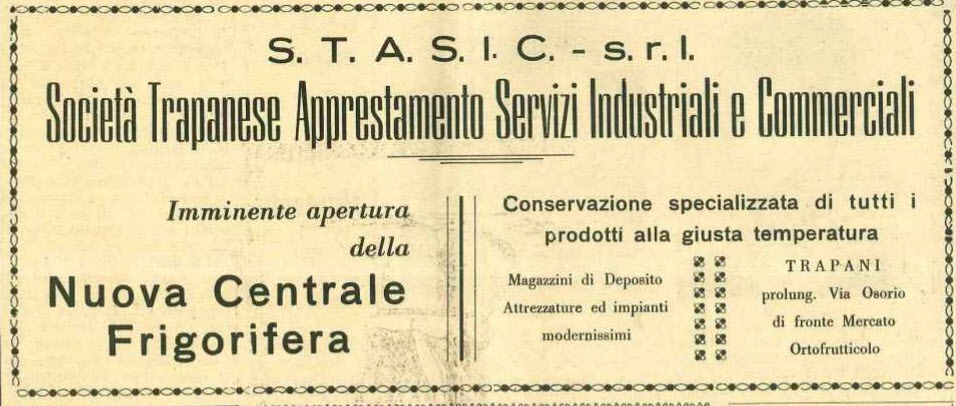 S. T. A. S. I. C. - s. r. l.
Società Trapanese Apprestamento Servizi Industriali e Commerciali
Imminente apertura
della
Nuova Centrale
Frigorifera
Conservazione specializzata di tutti i
prodotti alla giusta temperatura
Magazzini di Deposito
Attrezzature ed impianti
modernissimi
TRAPANI
prolung. Via Osorio
di fronte Mercato
Ortofrutticolo